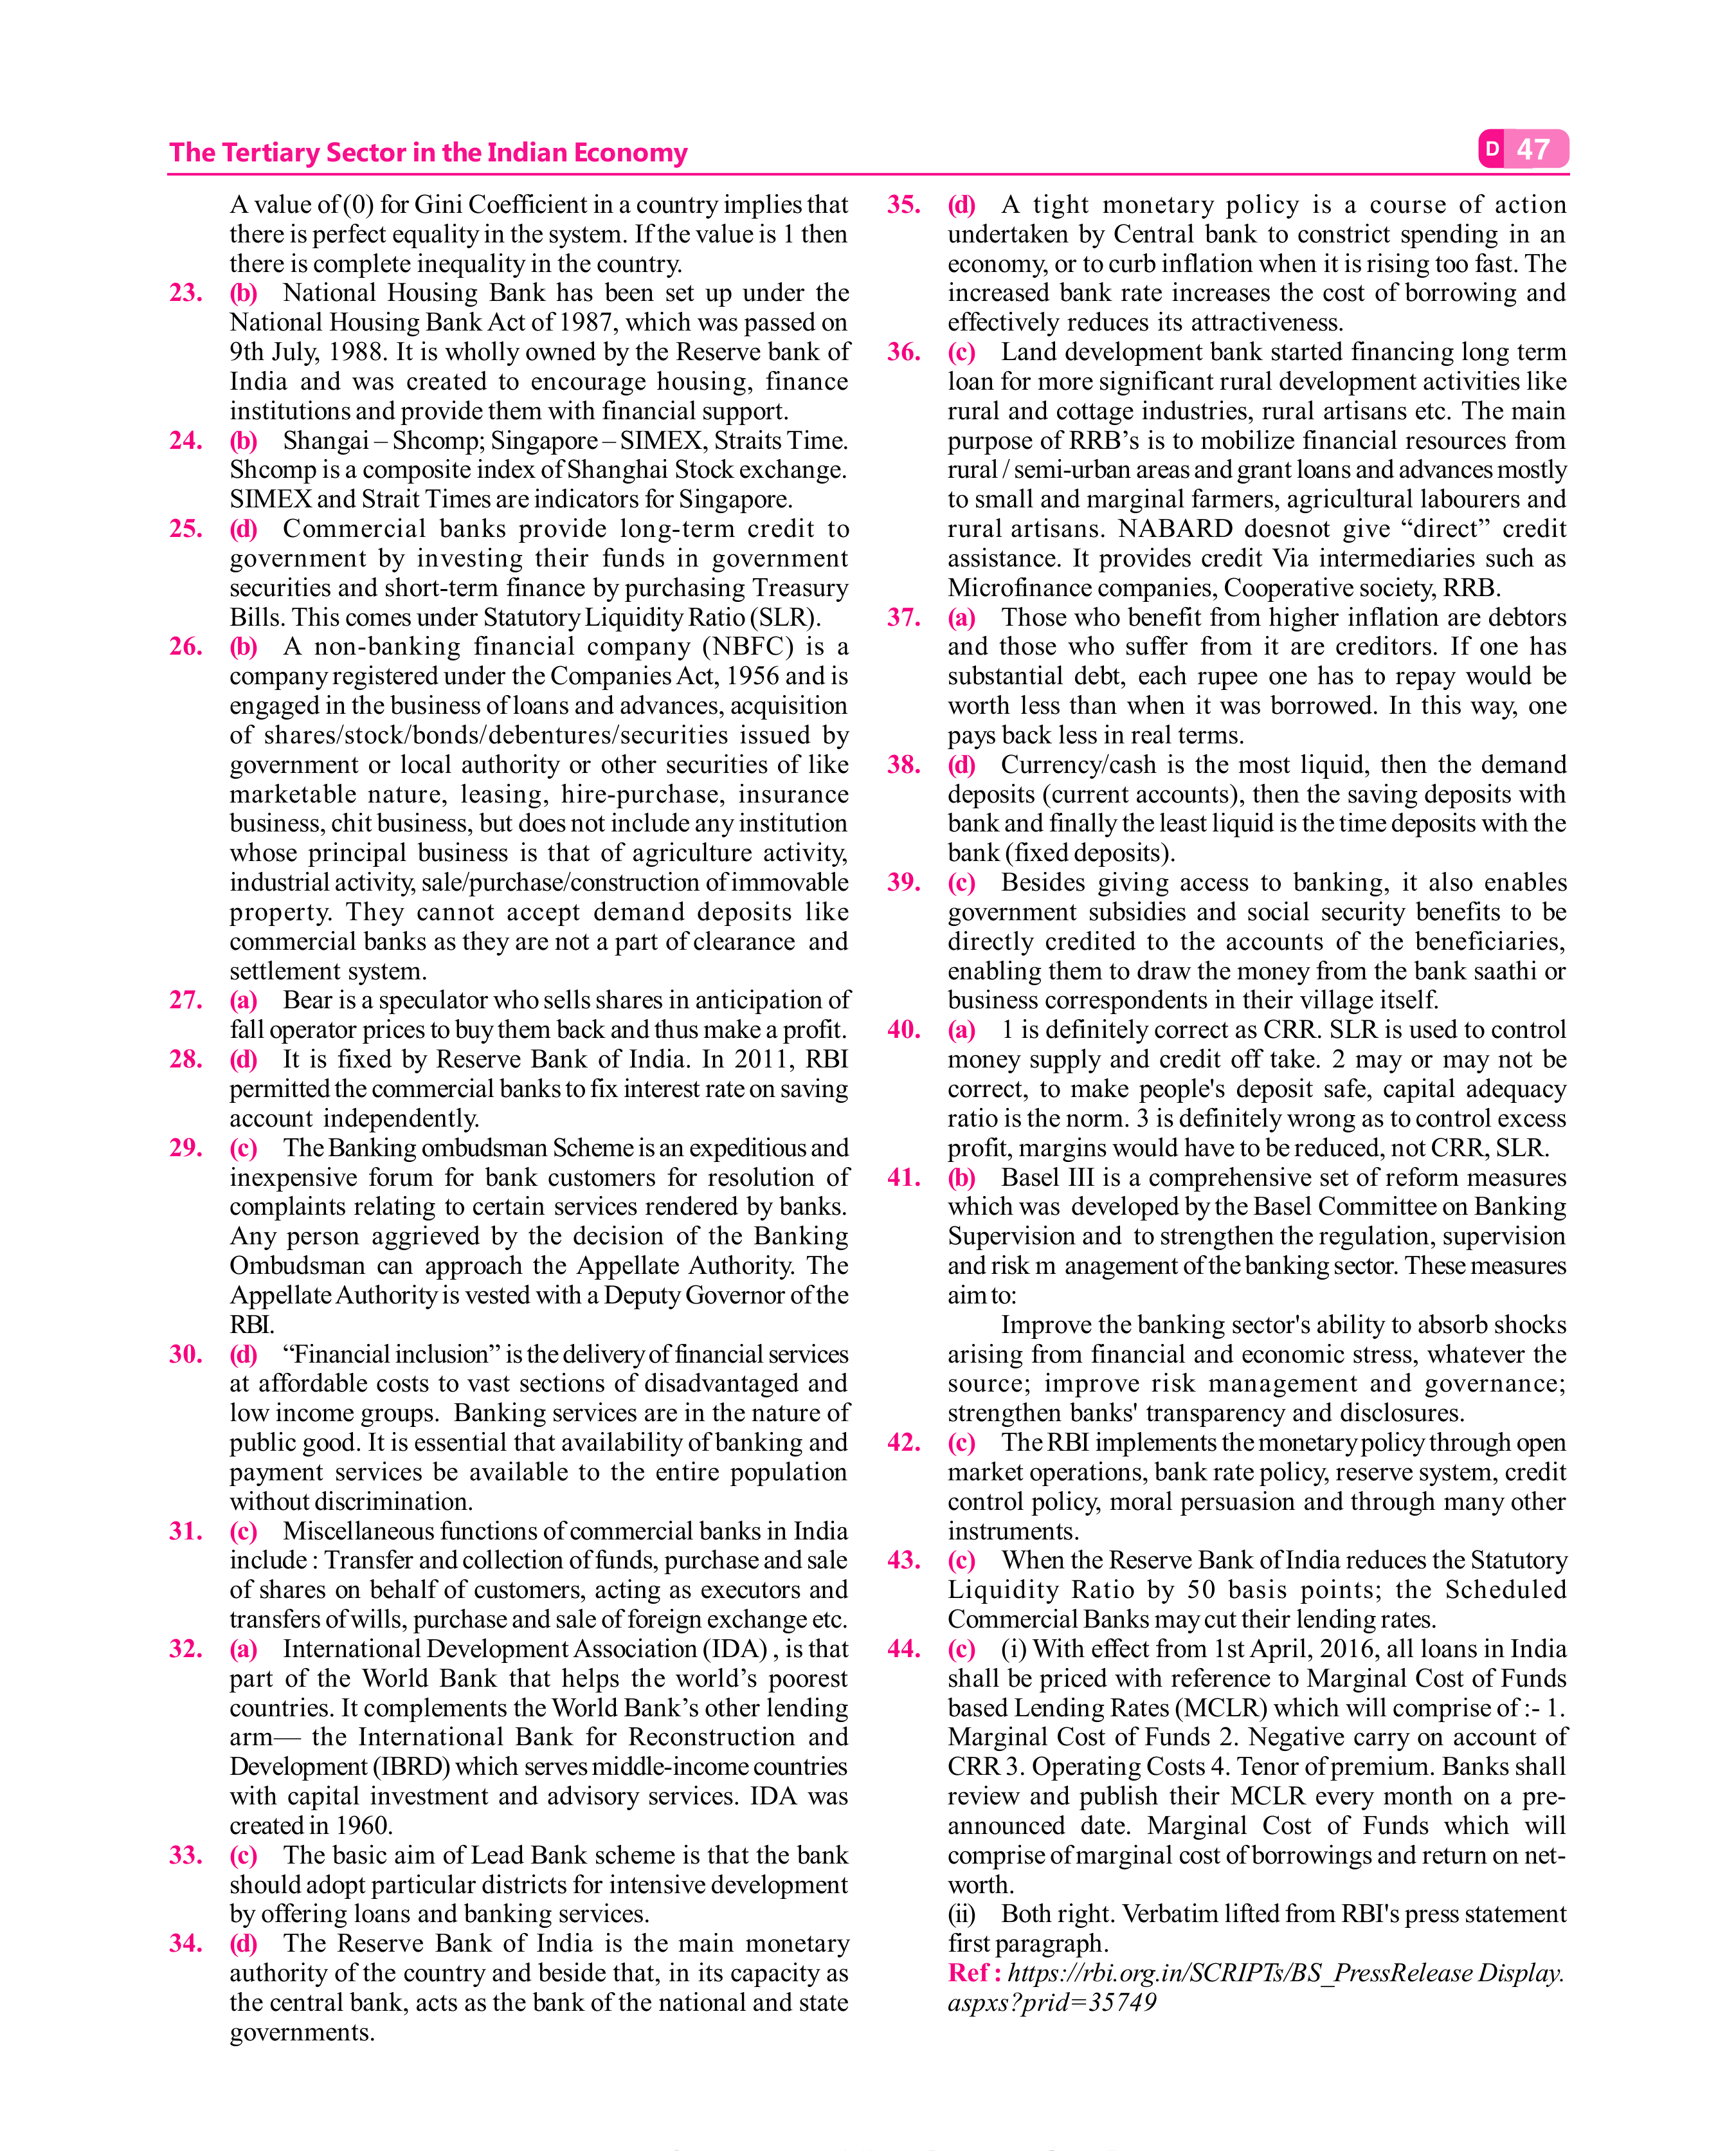 The Tertiary Sector in the Indian Economy
D 47
A value of (0) for Gini Coefficient in a country implies that
there is perfect equality in the system. If the value is 1 then
there is complete inequality in the country.
23. (b) National Housing Bank has been set up under the
National Housing Bank Act of 1987, which was passed on
9th July, 1988. It is wholly owned by the Reserve bank of
India and was created to encourage housing, finance
institutions and provide them with financial support.
24. (b) Shangai – Shcomp; Singapore – SIMEX, Straits Time.
Shcomp is a composite index of Shanghai Stock exchange.
SIMEX and Strait Times are indicators for Singapore.
25. (d) Commercial banks provide long-term credit to
government by investing their funds in government
securities and short-term finance by purchasing Treasury
Bills. This comes under Statutory Liquidity Ratio (SLR).
26. (b) A non-banking financial company (NBFC) is a
company registered under the Companies Act, 1956 and is
engaged in the business of loans and advances, acquisition
of shares/stock/bonds/debentures/securities issued by
government or local authority or other securities of like
marketable nature, leasing, hire-purchase, insurance
business, chit business, but does not include any institution
whose principal business is that of agriculture activity,
industrial activity, sale/purchase/construction of immovable
property. They cannot accept demand deposits like
commercial banks as they are not a part of clearance and
settlement system.
27. (a) Bear is a speculator who sells shares in anticipation of
fall operator prices to buy them back and thus make a profit.
28. (d) It is fixed by Reserve Bank of India. In 2011, RBI
permitted the commercial banks to fix interest rate on saving
account independently.
29. (c) The Banking ombudsman Scheme is an expeditious and
inexpensive forum for bank customers for resolution of
complaints relating to certain services rendered by banks.
Any person aggrieved by the decision of the Banking
Ombudsman can approach the Appellate Authority. The
Appellate Authority is vested with a Deputy Governor of the
RBI.
30. (d) “Financial inclusion” is the delivery of financial services
at affordable costs to vast sections of disadvantaged and
low income groups. Banking services are in the nature of
public good. It is essential that availability of banking and
payment services be available to the entire population
without discrimination.
31. (c) Miscellaneous functions of commercial banks in India
include : Transfer and collection of funds, purchase and sale
of shares on behalf of customers, acting as executors and
transfers of wills, purchase and sale of foreign exchange etc.
32. (a) International Development Association (IDA) , is that
part of the World Bank that helps the world’s poorest
countries. It complements the World Bank’s other lending
arm— the International Bank for Reconstruction and
Development (IBRD) which serves middle-income countries
with capital investment and advisory services. IDA was
created in 1960.
33. (c) The basic aim of Lead Bank scheme is that the bank
should adopt particular districts for intensive development
by offering loans and banking services.
34. (d) The Reserve Bank of India is the main monetary
authority of the country and beside that, in its capacity as
the central bank, acts as the bank of the national and state
governments.
35. (d) A tight monetary policy is a course of action
undertaken by Central bank to constrict spending in an
economy, or to curb inflation when it is rising too fast. The
increased bank rate increases the cost of borrowing and
effectively reduces its attractiveness.
36. (c) Land development bank started financing long term
loan for more significant rural development activities like
rural and cottage industries, rural artisans etc. The main
purpose of RRB’s is to mobilize financial resources from
rural / semi-urban areas and grant loans and advances mostly
to small and marginal farmers, agricultural labourers and
rural artisans. NABARD doesnot give “direct” credit
assistance. It provides credit Via intermediaries such as
Microfinance companies, Cooperative society, RRB.
37. (a) Those who benefit from higher inflation are debtors
and those who suffer from it are creditors. If one has
substantial debt, each rupee one has to repay would be
worth less than when it was borrowed. In this way, one
pays back less in real terms.
38. (d) Currency/cash is the most liquid, then the demand
deposits (current accounts), then the saving deposits with
bank and finally the least liquid is the time deposits with the
bank (fixed deposits).
39. (c) Besides giving access to banking, it also enables
government subsidies and social security benefits to be
directly credited to the accounts of the beneficiaries,
enabling them to draw the money from the bank saathi or
business correspondents in their village itself.
40. (a) 1 is definitely correct as CRR. SLR is used to control
money supply and credit off take. 2 may or may not be
correct, to make people's deposit safe, capital adequacy
ratio is the norm. 3 is definitely wrong as to control excess
profit, margins would have to be reduced, not CRR, SLR.
41. (b) Basel III is a comprehensive set of reform measures
which was developed by the Basel Committee on Banking
Supervision and to strengthen the regulation, supervision
and risk m anagement of the banking sector. These measures
aim to:
Improve the banking sector's ability to absorb shocks
arising from financial and economic stress, whatever the
source; improve risk management and governance;
strengthen banks' transparency and disclosures.
42. (c) The RBI implements the monetary policy through open
market operations, bank rate policy, reserve system, credit
control policy, moral persuasion and through many other
instruments.
43. (c) When the Reserve Bank of India reduces the Statutory
Liquidity Ratio by 50 basis points; the Scheduled
Commercial Banks may cut their lending rates.
44. (c) (i) With effect from 1st April, 2016, all loans in India
shall be priced with reference to Marginal Cost of Funds
based Lending Rates (MCLR) which will comprise of :- 1.
Marginal Cost of Funds 2. Negative carry on account of
CRR 3. Operating Costs 4. Tenor of premium. Banks shall
review and publish their MCLR every month on a pre-
announced date. Marginal Cost of Funds which will
comprise of marginal cost of borrowings and return on net-
worth.
(ii) Both right. Verbatim lifted from RBI's press statement
first paragraph.
Ref : https://rbi.org.in/SCRIPTs/BS_PressRelease Display.
aspxs?prid=35749